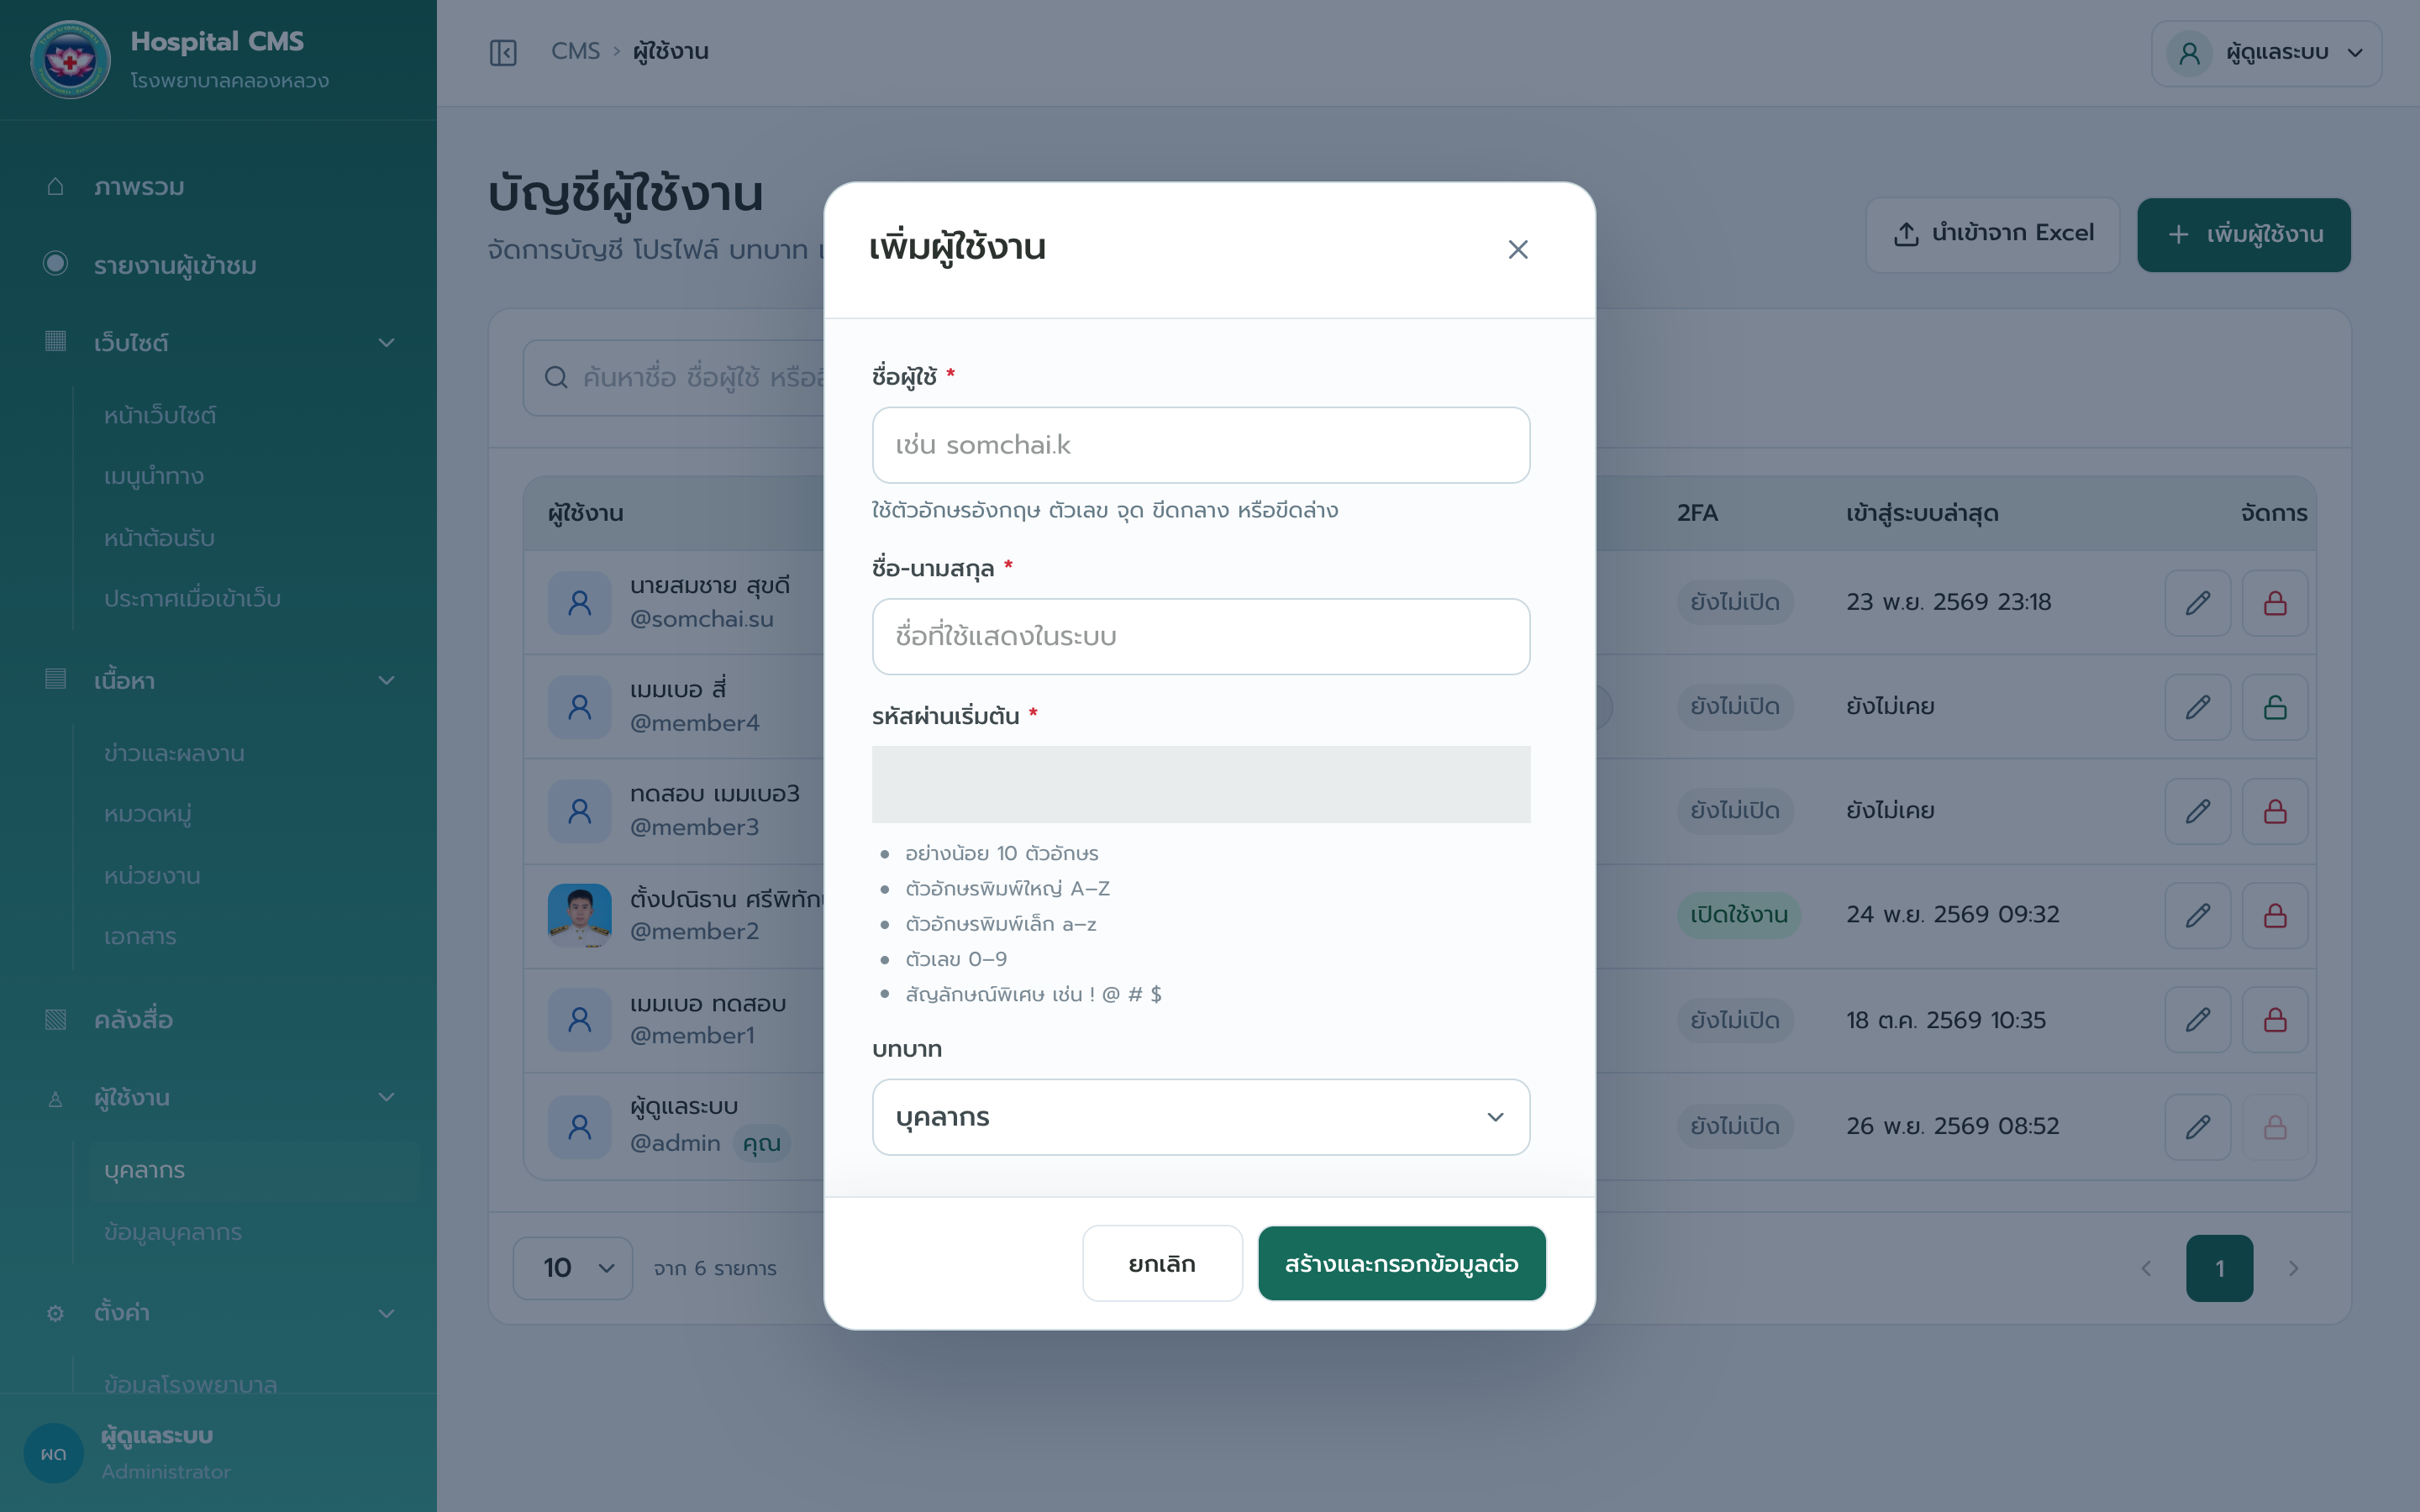 Hospital CMS
โรงพยาบาลคลองหลวง
ภาพรวม
รายงานผู้เข้าชม
เว็บไซต์
หน้าเว็บไซต์
เมนูนำทาง
หน้าต้อนรับ
ประกาศเมื่อเข้าเว็บ
เนื้อหา
ข่าวและผลงาน
หมวดหมู่
หน่วยงาน
เอกสาร
คลังสื่อ
ผู้ใช้งาน
บุคลากร
ข้อมูลบุคลากร
ตั้งค่า
ข้อมูลโรงพยาบาล
ผด
ผู้ดูแลระบบ
Administrator
CMS › ผู้ใช้งาน
ผู้ดูแลระบบ
บัญชีผู้ใช้งาน
จัดการบัญชี โปรไฟล์ บทบาท
นำเข้าจาก Excel
+ เพิ่มผู้ใช้งาน
ค้นหาชื่อ ชื่อผู้ใช้ หรือ
ผู้ใช้งาน 2FA เข้าสู่ระบบล่าสุด จัดการ
นายสมชาย สุขดี
@somchai.su
ยังไม่เปิด 23 พ.ย. 2569 23:18
เมมเบอ สี่
@member4
ยังไม่เปิด ยังไม่เคย
ทดสอบ เมมเบอ3
@member3
ยังไม่เปิด ยังไม่เคย
ตั้งปณิธาน ศรีพิทัก
@member2
เปิดใช้งาน 24 พ.ย. 2569 09:32
เมมเบอ ทดสอบ
@member1
ยังไม่เปิด 18 ต.ค. 2569 10:35
ผู้ดูแลระบบ
@admin คุณ
ยังไม่เปิด 26 พ.ย. 2569 08:52
10 จาก 6 รายการ
1
เพิ่มผู้ใช้งาน
ชื่อผู้ใช้ *
เช่น somchai.k
ใช้ตัวอักษรอังกฤษ ตัวเลข จุด ขีดกลาง หรือขีดล่าง
ชื่อ-นามสกุล *
ชื่อที่ใช้แสดงในระบบ
รหัสผ่านเริ่มต้น *
อย่างน้อย 10 ตัวอักษร
ตัวอักษรพิมพ์ใหญ่ A–Z
ตัวอักษรพิมพ์เล็ก a–z
ตัวเลข 0–9
สัญลักษณ์พิเศษ เช่น ! @ # $
บทบาท
บุคลากร
ยกเลิก
สร้างและกรอกข้อมูลต่อ